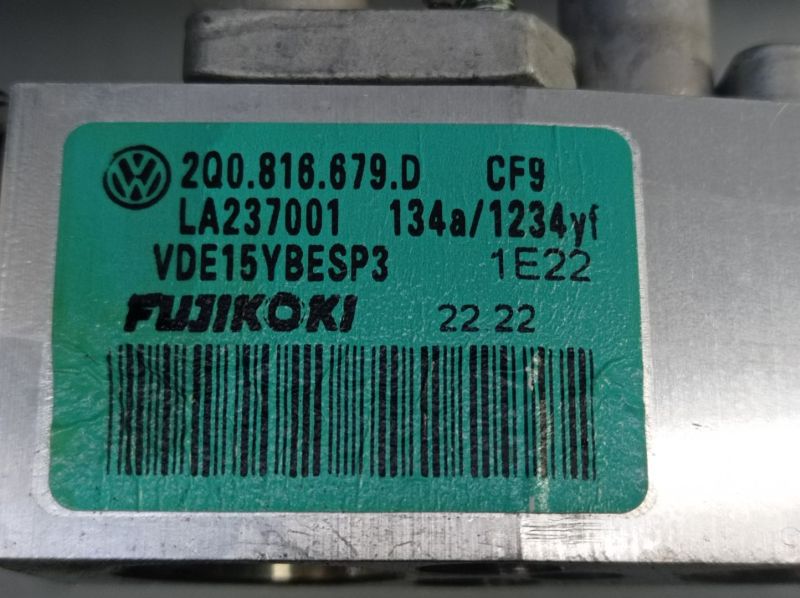 2Q0.816.679.D CF9
LA237001 134a/1234yf
VDE15YBESP3 1E22
FUJIKOKI 22 22